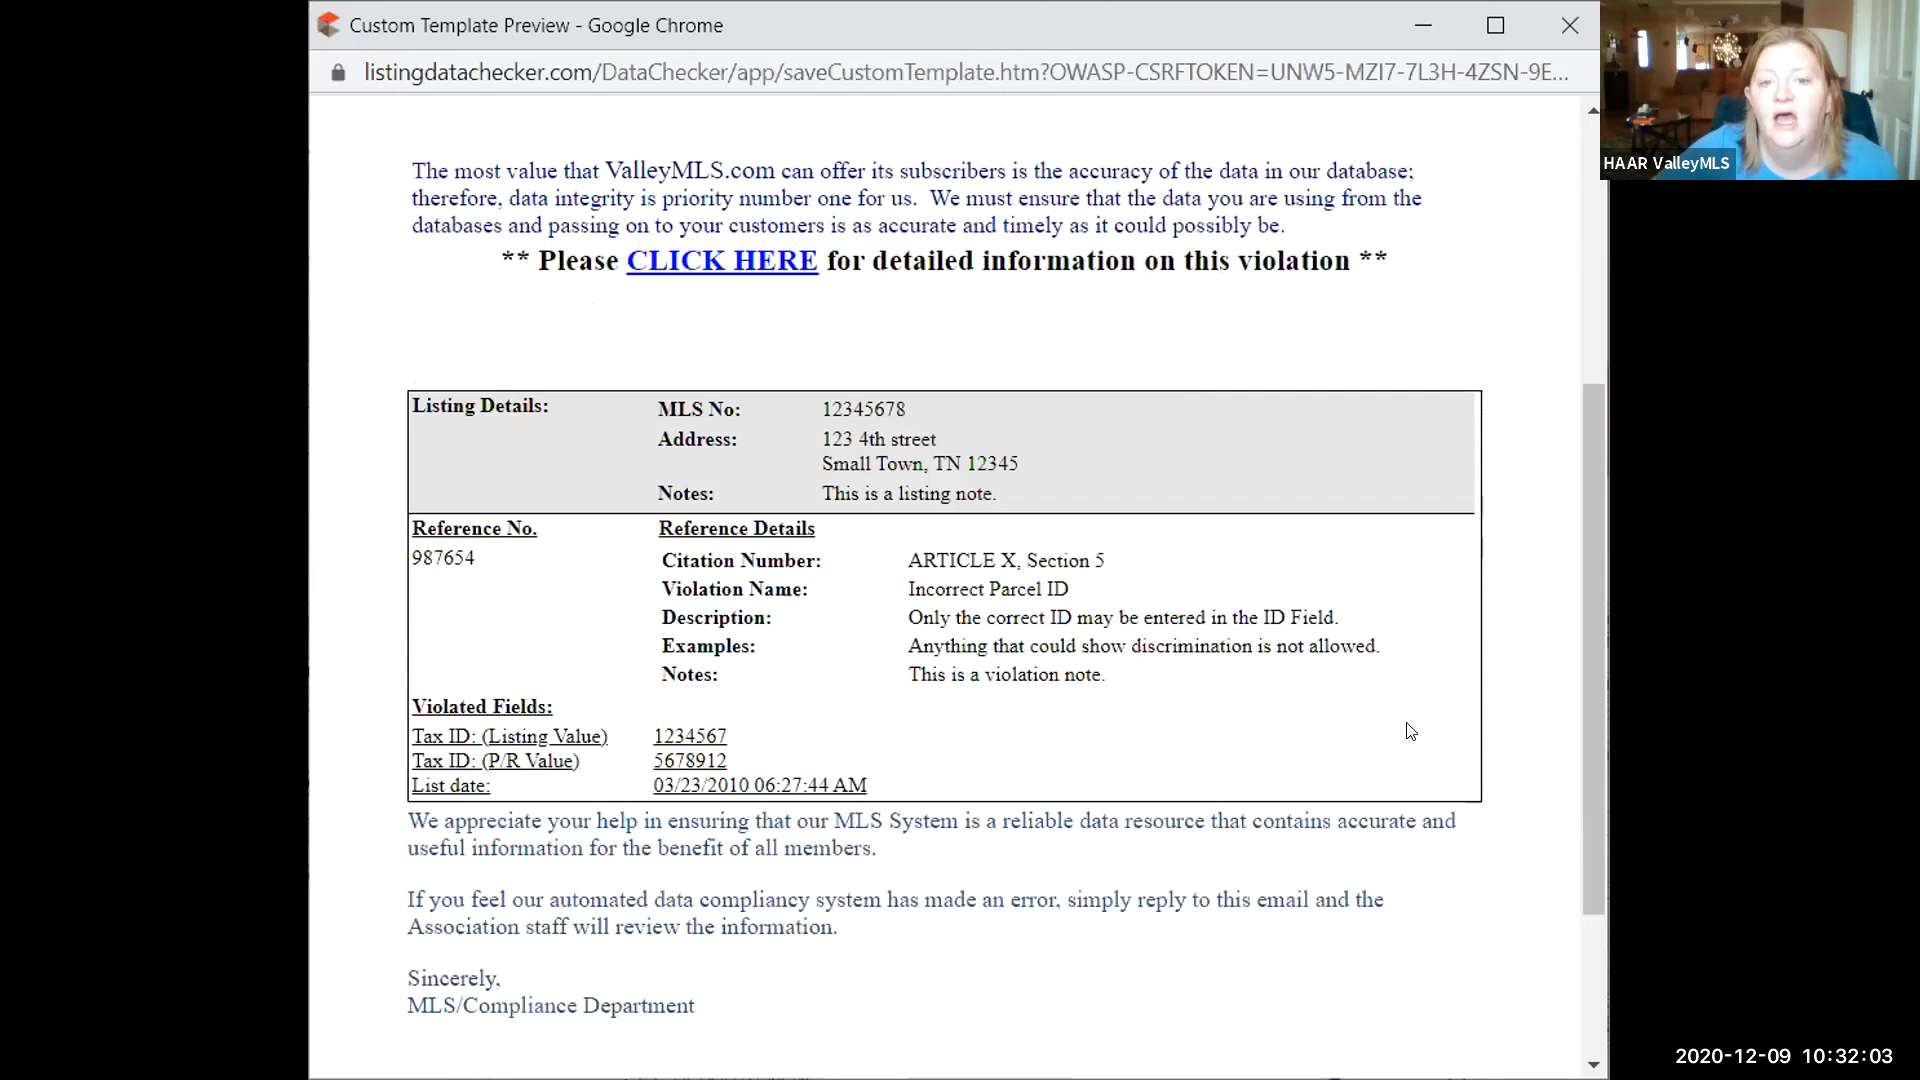 Custom Template Preview - Google Chrome
listingdatachecker.com/DataChecker/app/saveCustomTemplate.htm?OWASP-CSRFTOKEN=UNW5-MZI7-7L3H-4ZSN-9E...
HAAR ValleyMLS
The most value that ValleyMLS.com can offer its subscribers is the accuracy of the data in our database;
therefore, data integrity is priority number one for us. We must ensure that the data you are using from the
databases and passing on to your customers is as accurate and timely as it could possibly be.
** Please CLICK HERE for detailed information on this violation **
Listing Details: MLS No: 12345678
Address: 123 4th street
Small Town, TN 12345
Notes: This is a listing note.
Reference No. Reference Details
987654 Citation Number: ARTICLE X, Section 5
Violation Name: Incorrect Parcel ID
Description: Only the correct ID may be entered in the ID Field.
Examples: Anything that could show discrimination is not allowed.
Notes: This is a violation note.
Violated Fields:
Tax ID: (Listing Value) 1234567
Tax ID: (P/R Value) 5678912
List date: 03/23/2010 06:27:44 AM
We appreciate your help in ensuring that our MLS System is a reliable data resource that contains accurate and
useful information for the benefit of all members.
If you feel our automated data compliancy system has made an error, simply reply to this email and the
Association staff will review the information.
Sincerely,
MLS/Compliance Department
2020-12-09 10:32:03